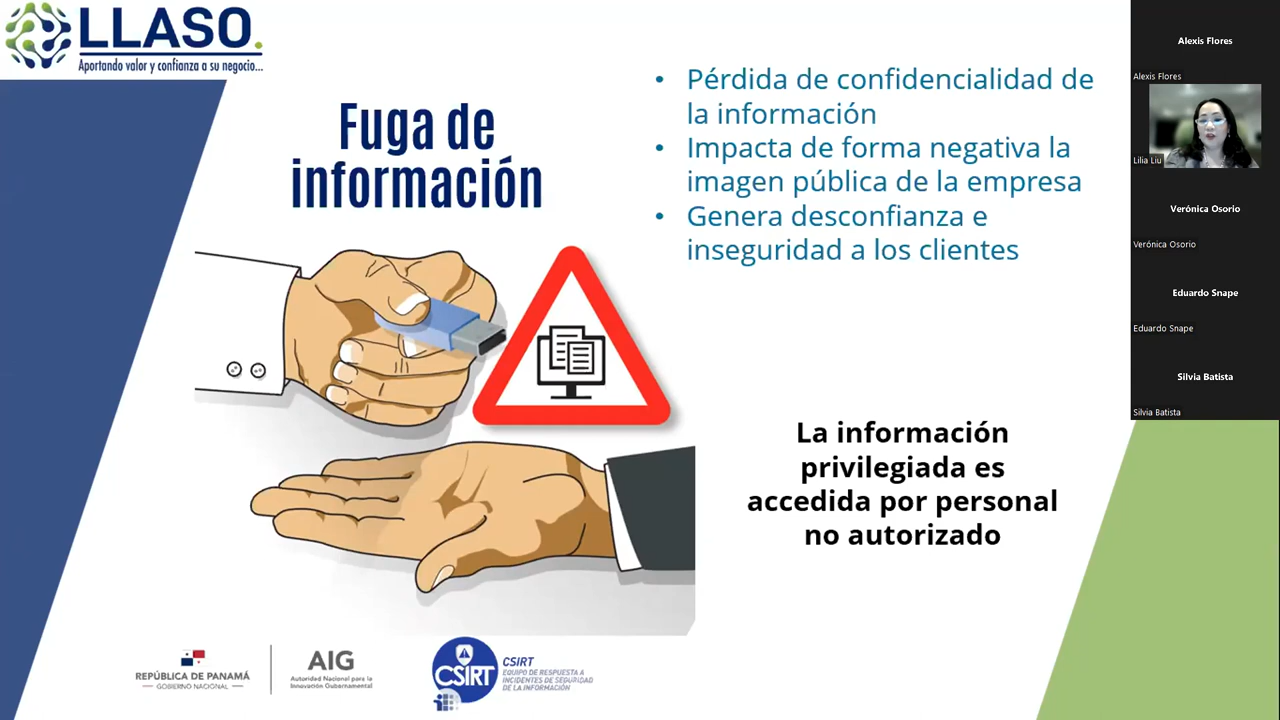 LLASO.
Aportando valor y confianza a su negocio...
Fuga de
información
• Pérdida de confidencialidad de
la información
• Impacta de forma negativa la
imagen pública de la empresa
• Genera desconfianza e
inseguridad a los clientes
La información
privilegiada es
accedida por personal
no autorizado
REPÚBLICA DE PANAMÁ
GOBIERNO NACIONAL
AIG
Autoridad Nacional para la
Innovación Gubernamental
CSIRT
CSIRT
EQUIPO DE RESPUESTA A
INCIDENTES DE SEGURIDAD
DE LA INFORMACIÓN
Alexis Flores
Alexis Flores
Lilia Liu
Verónica Osorio
Verónica Osorio
Eduardo Snape
Eduardo Snape
Silvia Batista
Silvia Batista